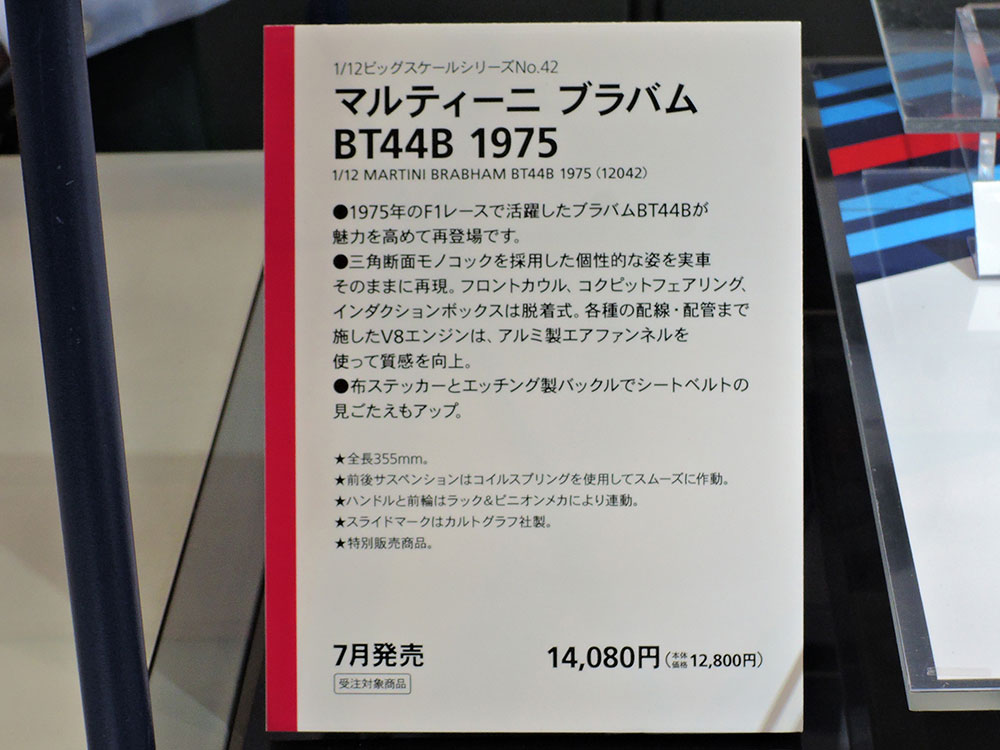 1/12ビッグスケールシリーズNo.42
マルティーニ ブラバム
BT44B 1975
1/12 MARTINI BRABHAM BT44B 1975（12042）
●1975年のF1レースで活躍したブラバムBT44Bが
魅力を高めて再登場です。
●三角断面モノコックを採用した個性的な姿を実車
そのままに再現。フロントカウル、コクピットフェアリング、
インダクションボックスは脱着式。各種の配線・配管まで
施したV8エンジンは、アルミ製エアファンネルを
使って質感を向上。
●布ステッカーとエッチング製バックルでシートベルトの
見ごたえもアップ。
★全長355mm。
★前後サスペンションはコイルスプリングを使用してスムーズに作動。
★ハンドルと前輪はラック&ピニオンメカにより連動。
★スライドマークはカルトグラフ社製。
★特別販売商品。
7月発売
14,080円（本体価格12,800円）
受注対象商品